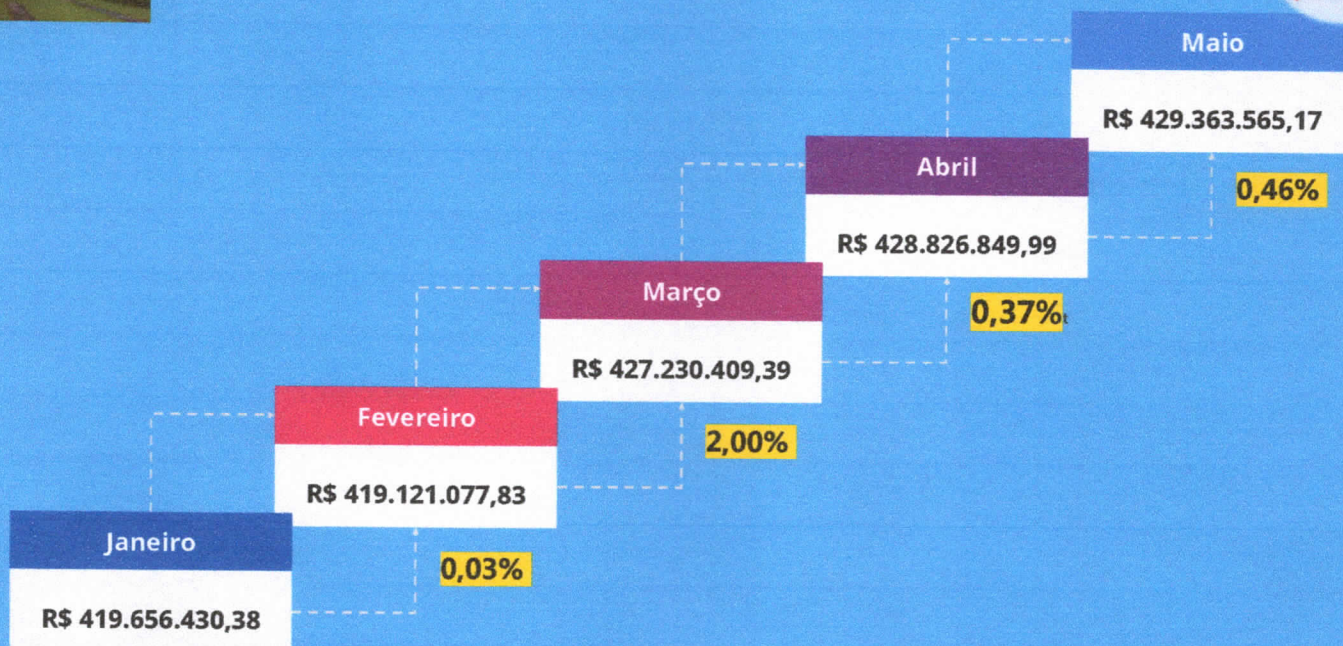 Maio
R$ 429.363.565,17
0,46%
Abril
R$ 428.826.849,99
0,37%
Março
R$ 427.230.409,39
2,00%
Fevereiro
R$ 419.121.077,83
0,03%
Janeiro
R$ 419.656.430,38